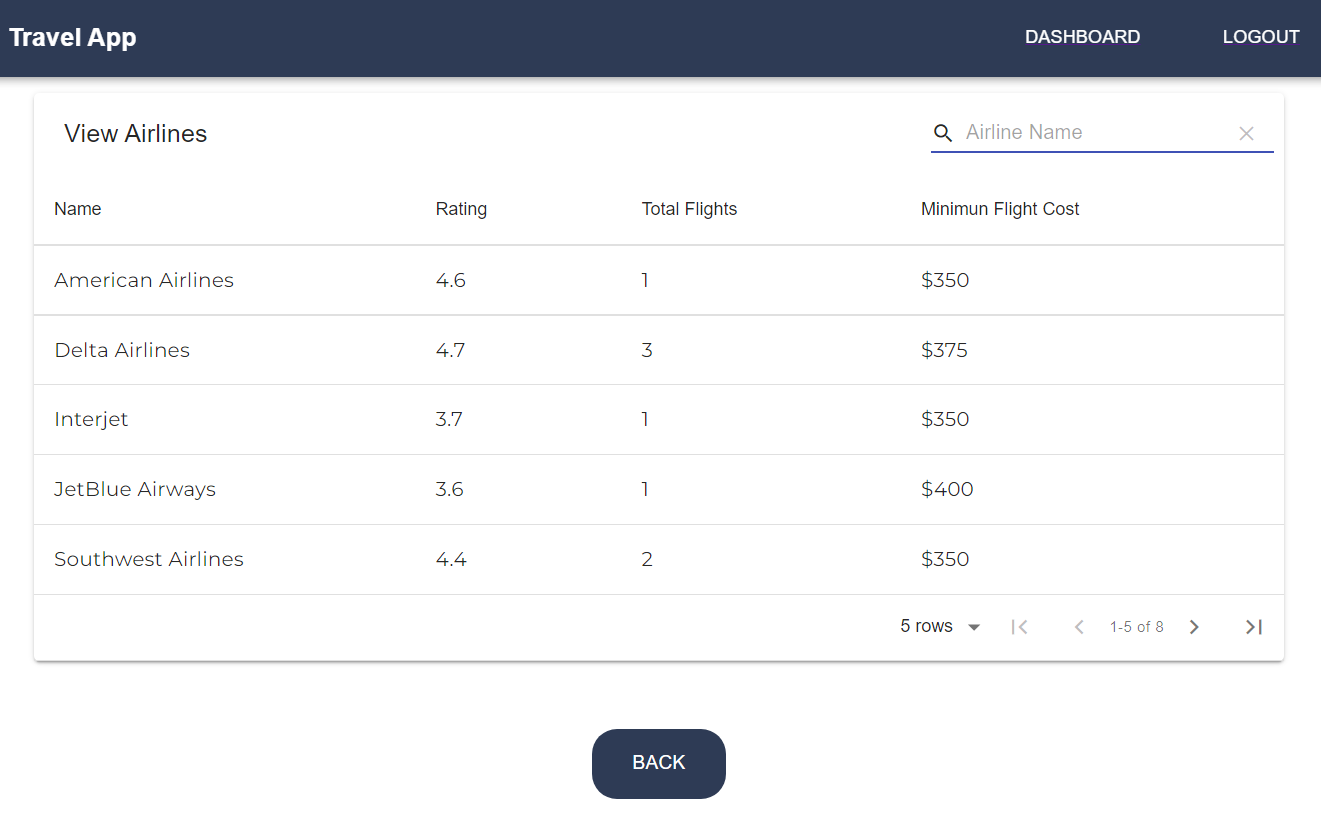 Travel App DASHBOARD LOGOUT
View Airlines Airline Name
Name Rating Total Flights Minimun Flight Cost
American Airlines 4.6 1 $350
Delta Airlines 4.7 3 $375
Interjet 3.7 1 $350
JetBlue Airways 3.6 1 $400
Southwest Airlines 4.4 2 $350
5 rows 1-5 of 8
BACK